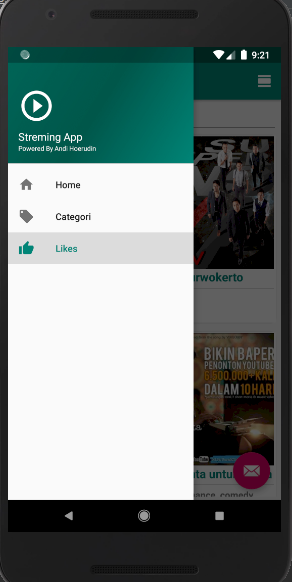 9:21
Streming App
Powered By Andi Hoerudin
Home
Categori
Likes
rwokerto
BIKIN BAPER
PENONTON YOUTUBE
6.600.000+ KALI
DALAM 10 HARI
ta untu
ance, comedy